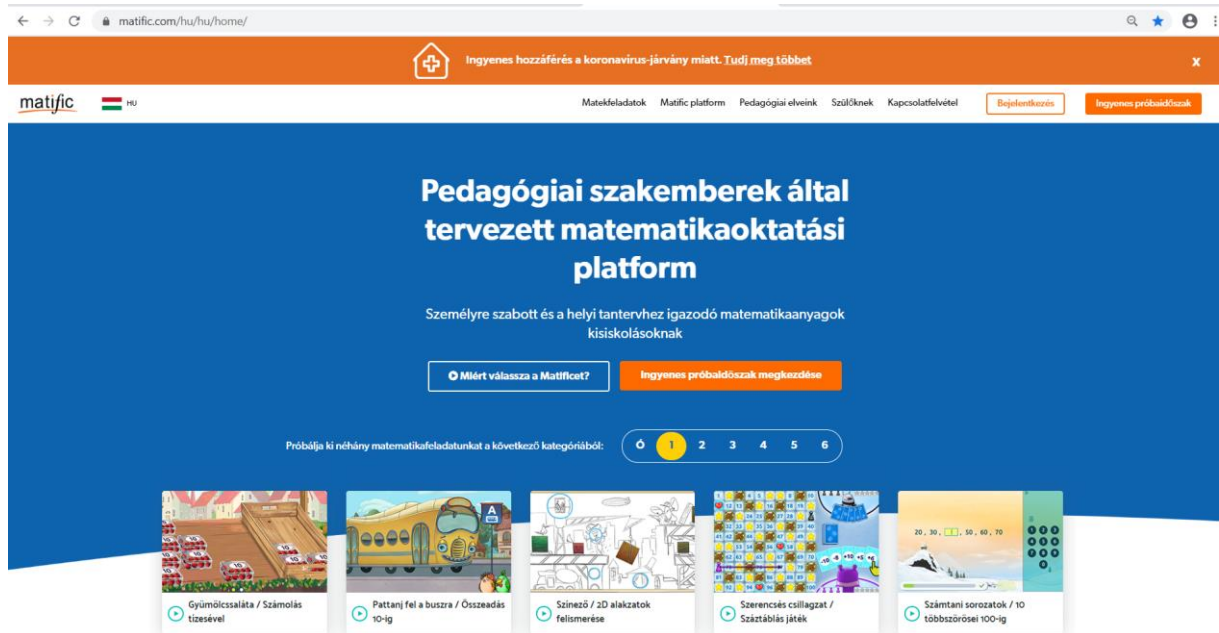 matific.com/hu/hu/home/
Ingyenes hozzáférés a koronavírus-járvány miatt. Tudj meg többet
x
matific
HU
Matekfeladatok Matific platform Pedagógiai elveink Szülőknek Kapcsolatfelvétel Bejelentkezés Ingyenes próbaidőszak
Pedagógiai szakemberek által
tervezett matematikaoktatási
platform
Személyre szabott és a helyi tantervhez igazodó matematikaanyagok
kisiskolásoknak
Miért válassza a Matificet? Ingyenes próbaidőszak megkezdése
Próbálja ki néhány matematikafeladatunkat a következő kategóriából: Ó 1 2 3 4 5 6
A
20, 30, , 50, 60, 70
Gyümölcssaláta / Számolás
tízesével
Pattanj fel a buszra / Összeadás
10-ig
Színező / 2D alakzatok
felismerése
Szerencsés csillagzat /
Száztáblás játék
Számtani sorozatok / 10
többszörösei 100-ig